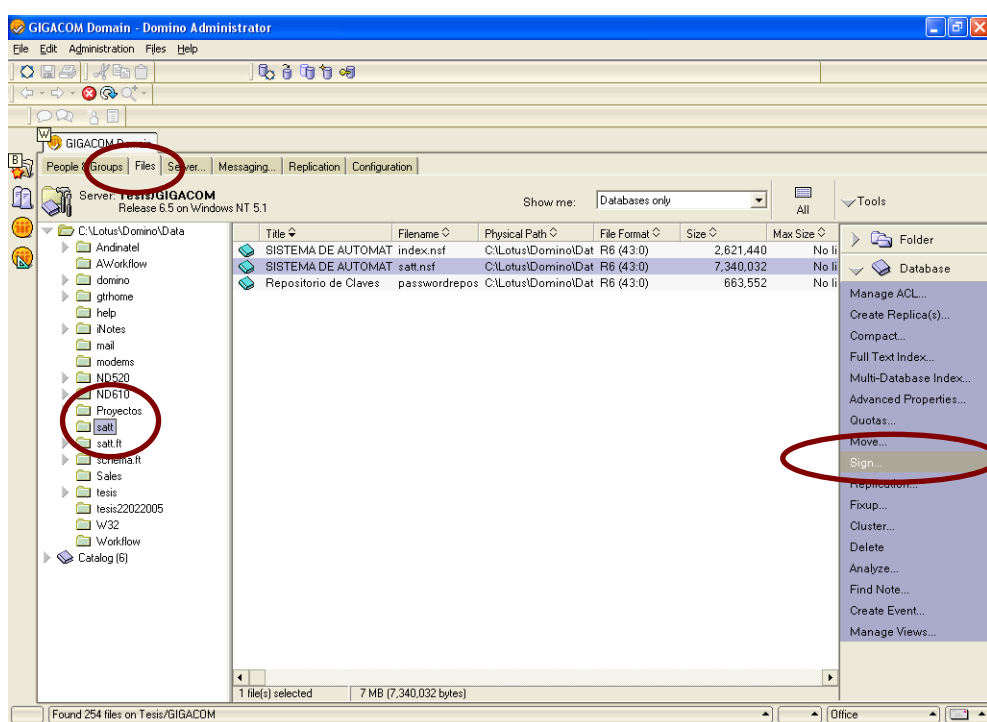 GIGACOM Domain - Domino Administrator
File Edit Administration Files Help
W
GIGACOM Domain
B
People & Groups Files Server... Messaging... Replication Configuration
Server: Tesis/GIGACOM
Release 6.5 on Windows NT 5.1
Show me: Databases only
All
Tools
C:\Lotus\Domino\Data
Andinatel
AWorkflow
domino
gtrhome
help
iNotes
mail
modems
ND520
ND610
Proyectos
satt
satt.ft
schema.ft
Sales
tesis
tesis22022005
W32
Workflow
Catalog (6)
Title Filename Physical Path File Format Size Max Size
SISTEMA DE AUTOMAT index.nsf C:\Lotus\Domino\Dat R6 (43:0) 2,621,440 No li
SISTEMA DE AUTOMAT satt.nsf C:\Lotus\Domino\Dat R6 (43:0) 7,340,032 No li
Repositorio de Claves passwordrepos C:\Lotus\Domino\Dat R6 (43:0) 663,552 No li
Folder
Database
Manage ACL...
Create Replica(s)...
Compact...
Full Text Index...
Multi-Database Index...
Advanced Properties...
Quotas...
Move...
Sign...
Replication...
Fixup...
Cluster...
Delete
Analyze...
Find Note...
Create Event...
Manage Views...
1 file(s) selected 7 MB (7,340,032 bytes)
Found 254 files on Tesis/GIGACOM
Office